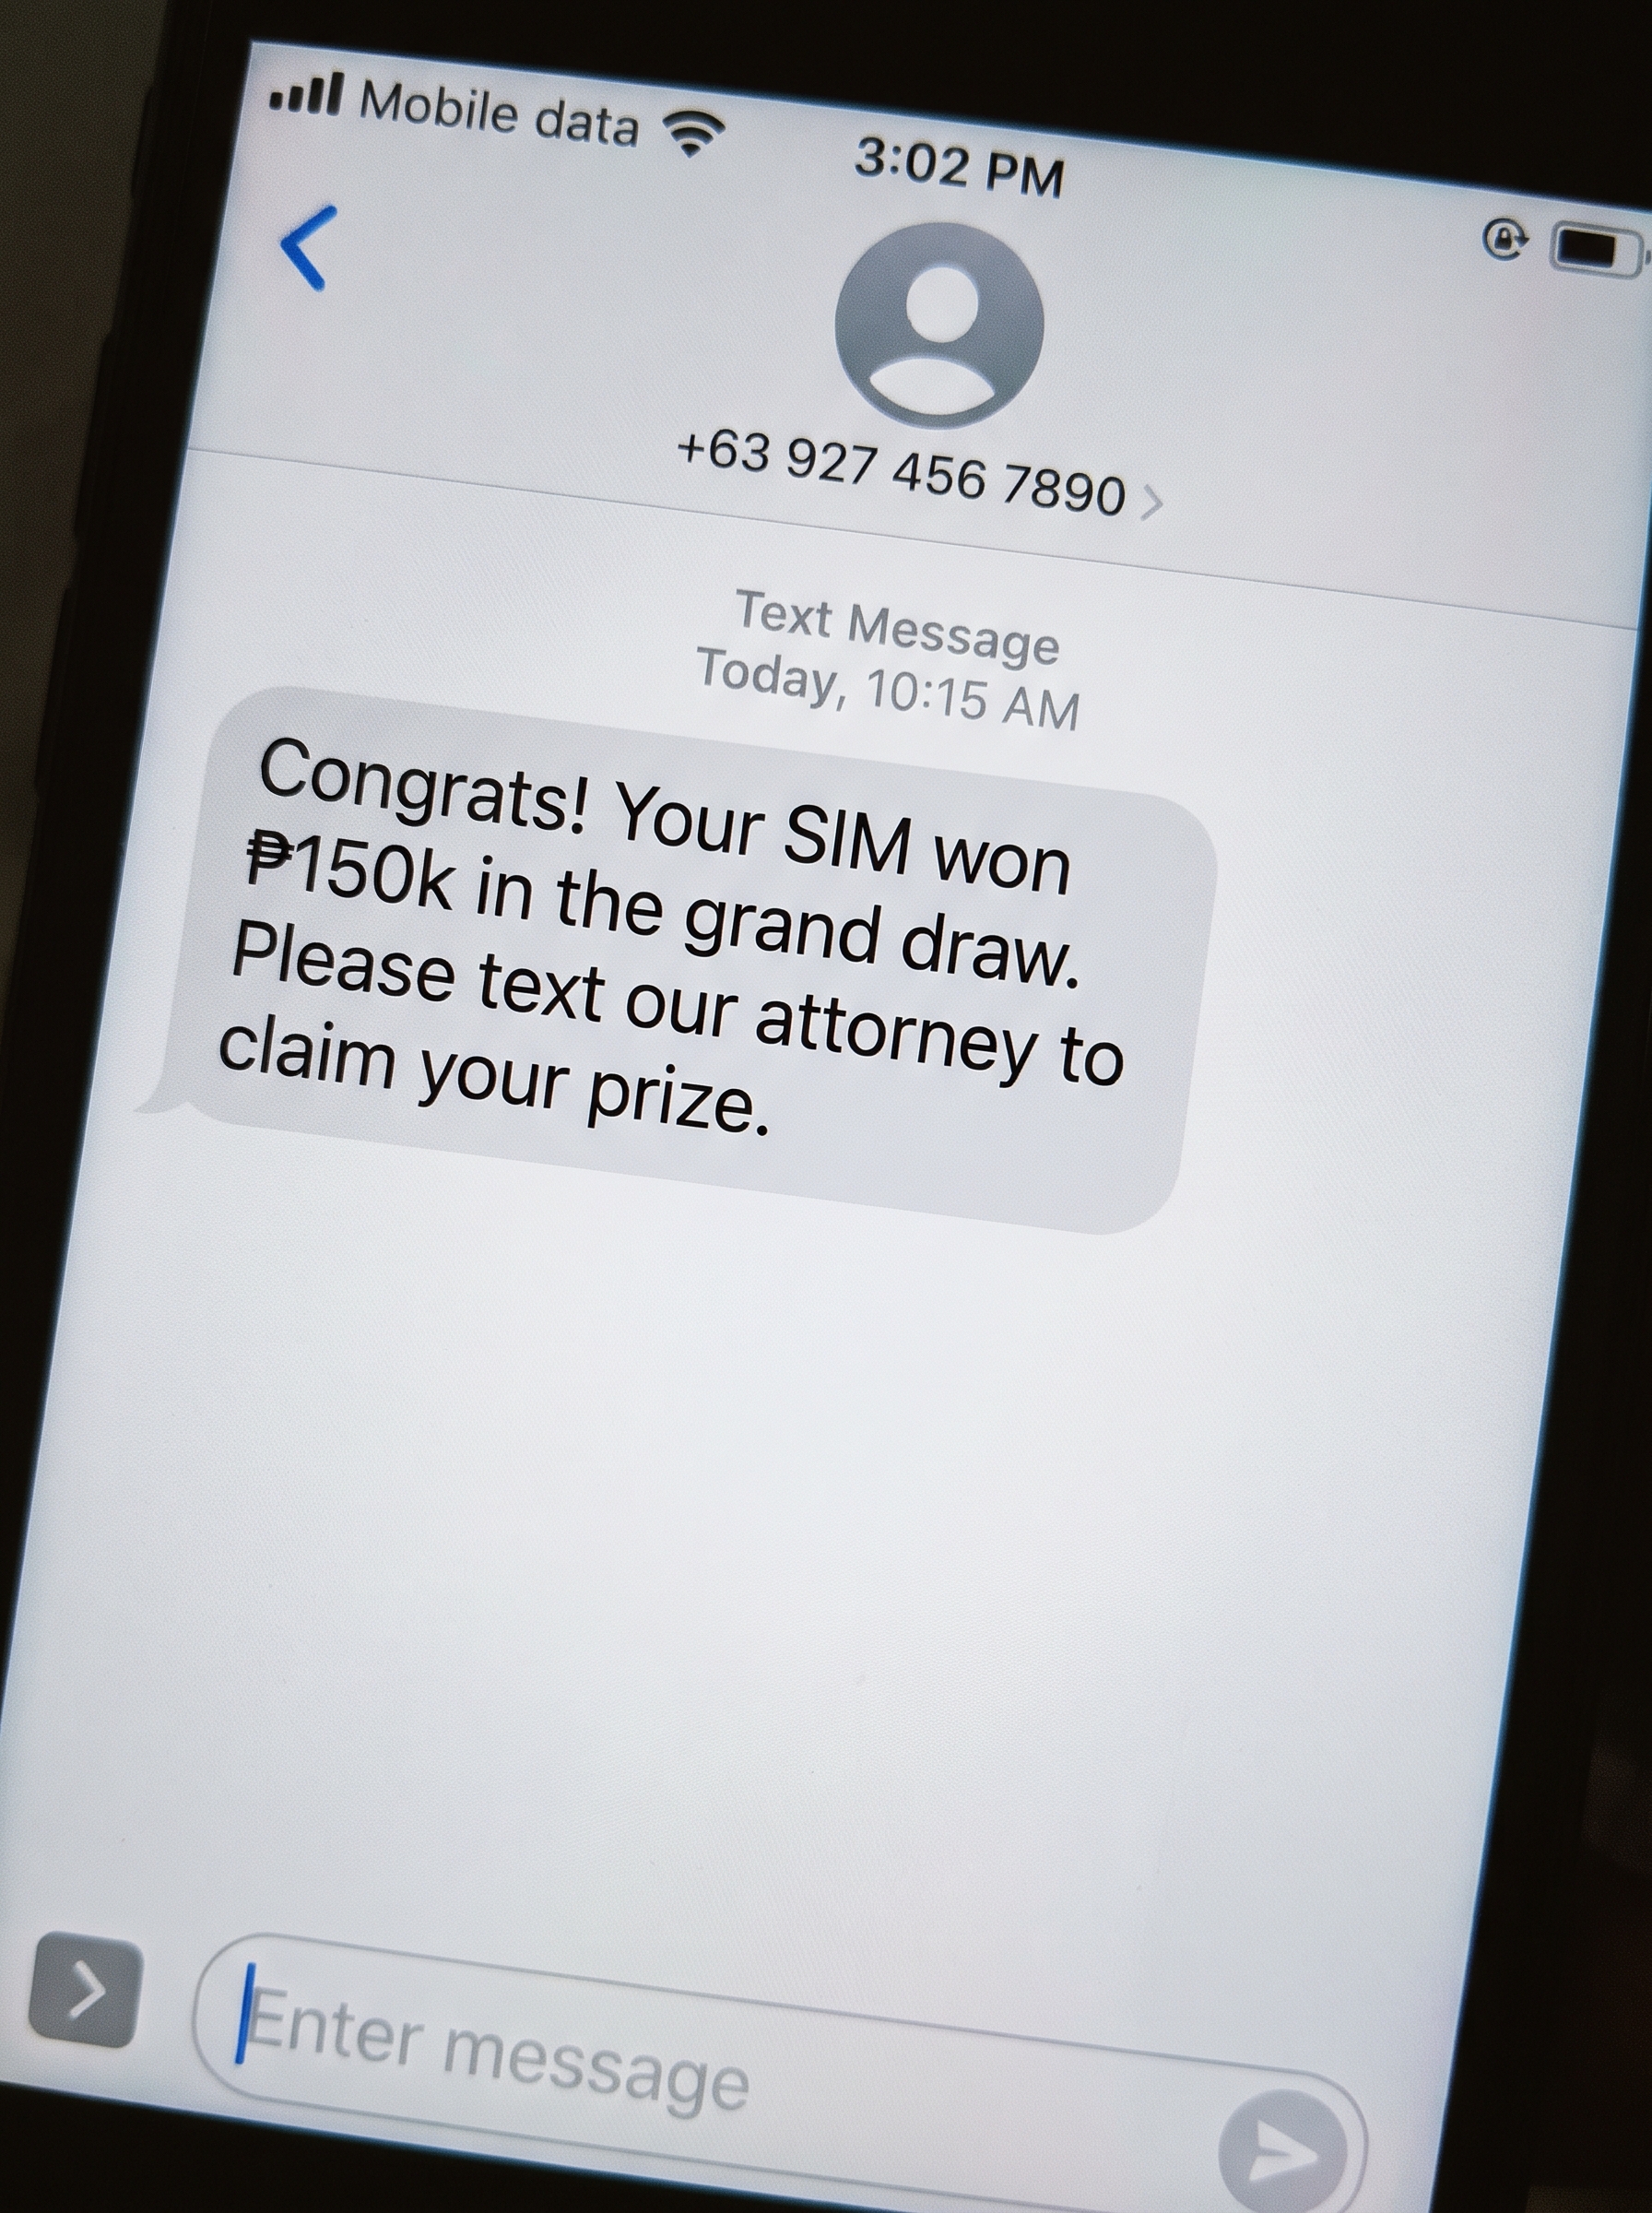 Mobile data
3:02 PM
+63 927 456 7890
Text Message
Today, 10:15 AM
Congrats! Your SIM won
₱150k in the grand draw.
Please text our attorney to
claim your prize.
Enter message